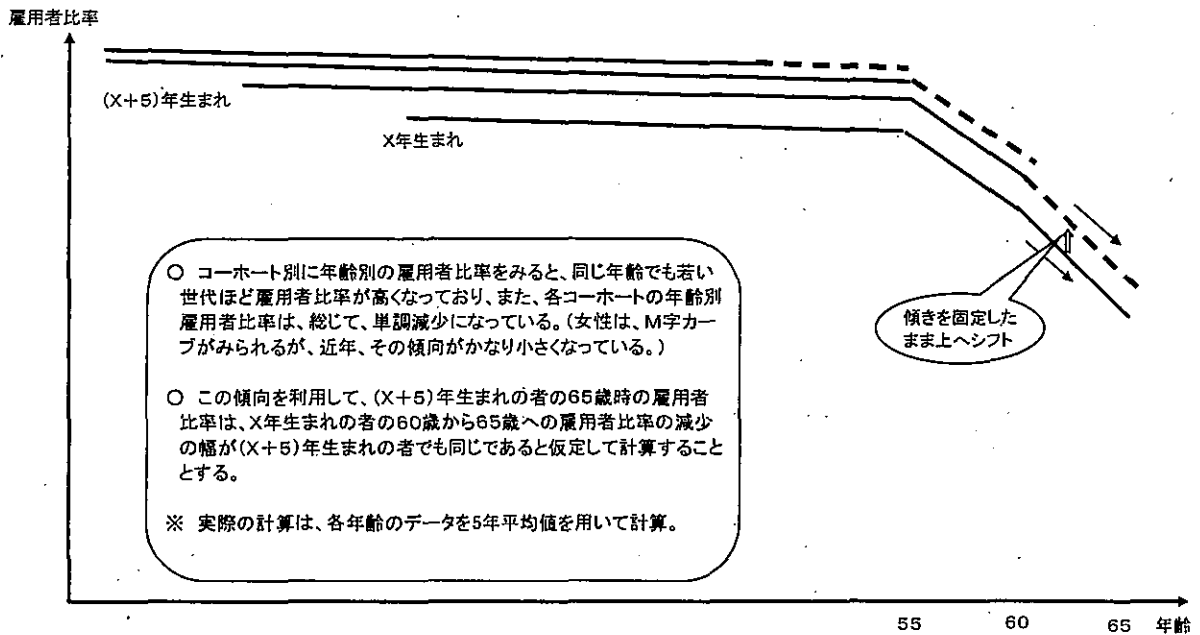 雇用者比率
(X+5)年生まれ
X年生まれ
○ コーホート別に年齢別の雇用者比率をみると、同じ年齢でも若い
世代ほど雇用者比率が高くなっており、また、各コーホートの年齢別
雇用者比率は、総じて、単調減少になっている。(女性は、M字カー
ブがみられるが、近年、その傾向がかなり小さくなっている。)
○ この傾向を利用して、(X+5)年生まれの者の65歳時の雇用者
比率は、X年生まれの者の60歳から65歳への雇用者比率の減少
の幅が(X+5)年生まれの者でも同じであると仮定して計算すること
とする。
※ 実際の計算は、各年齢のデータを5年平均値を用いて計算。
傾きを固定した
まま上へシフト
55 60 65 年齢